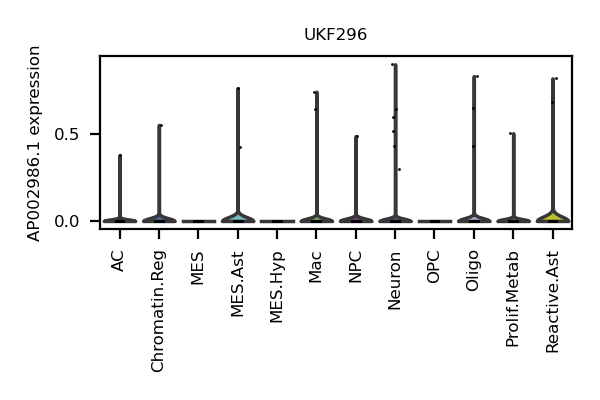 UKF296
AP002986.1 expression
0.5
0.0
AC
Chromatin.Reg
MES
MES.Ast
MES.Hyp
Mac
NPC
Neuron
OPC
Oligo
Prolif.Metab
Reactive.Ast